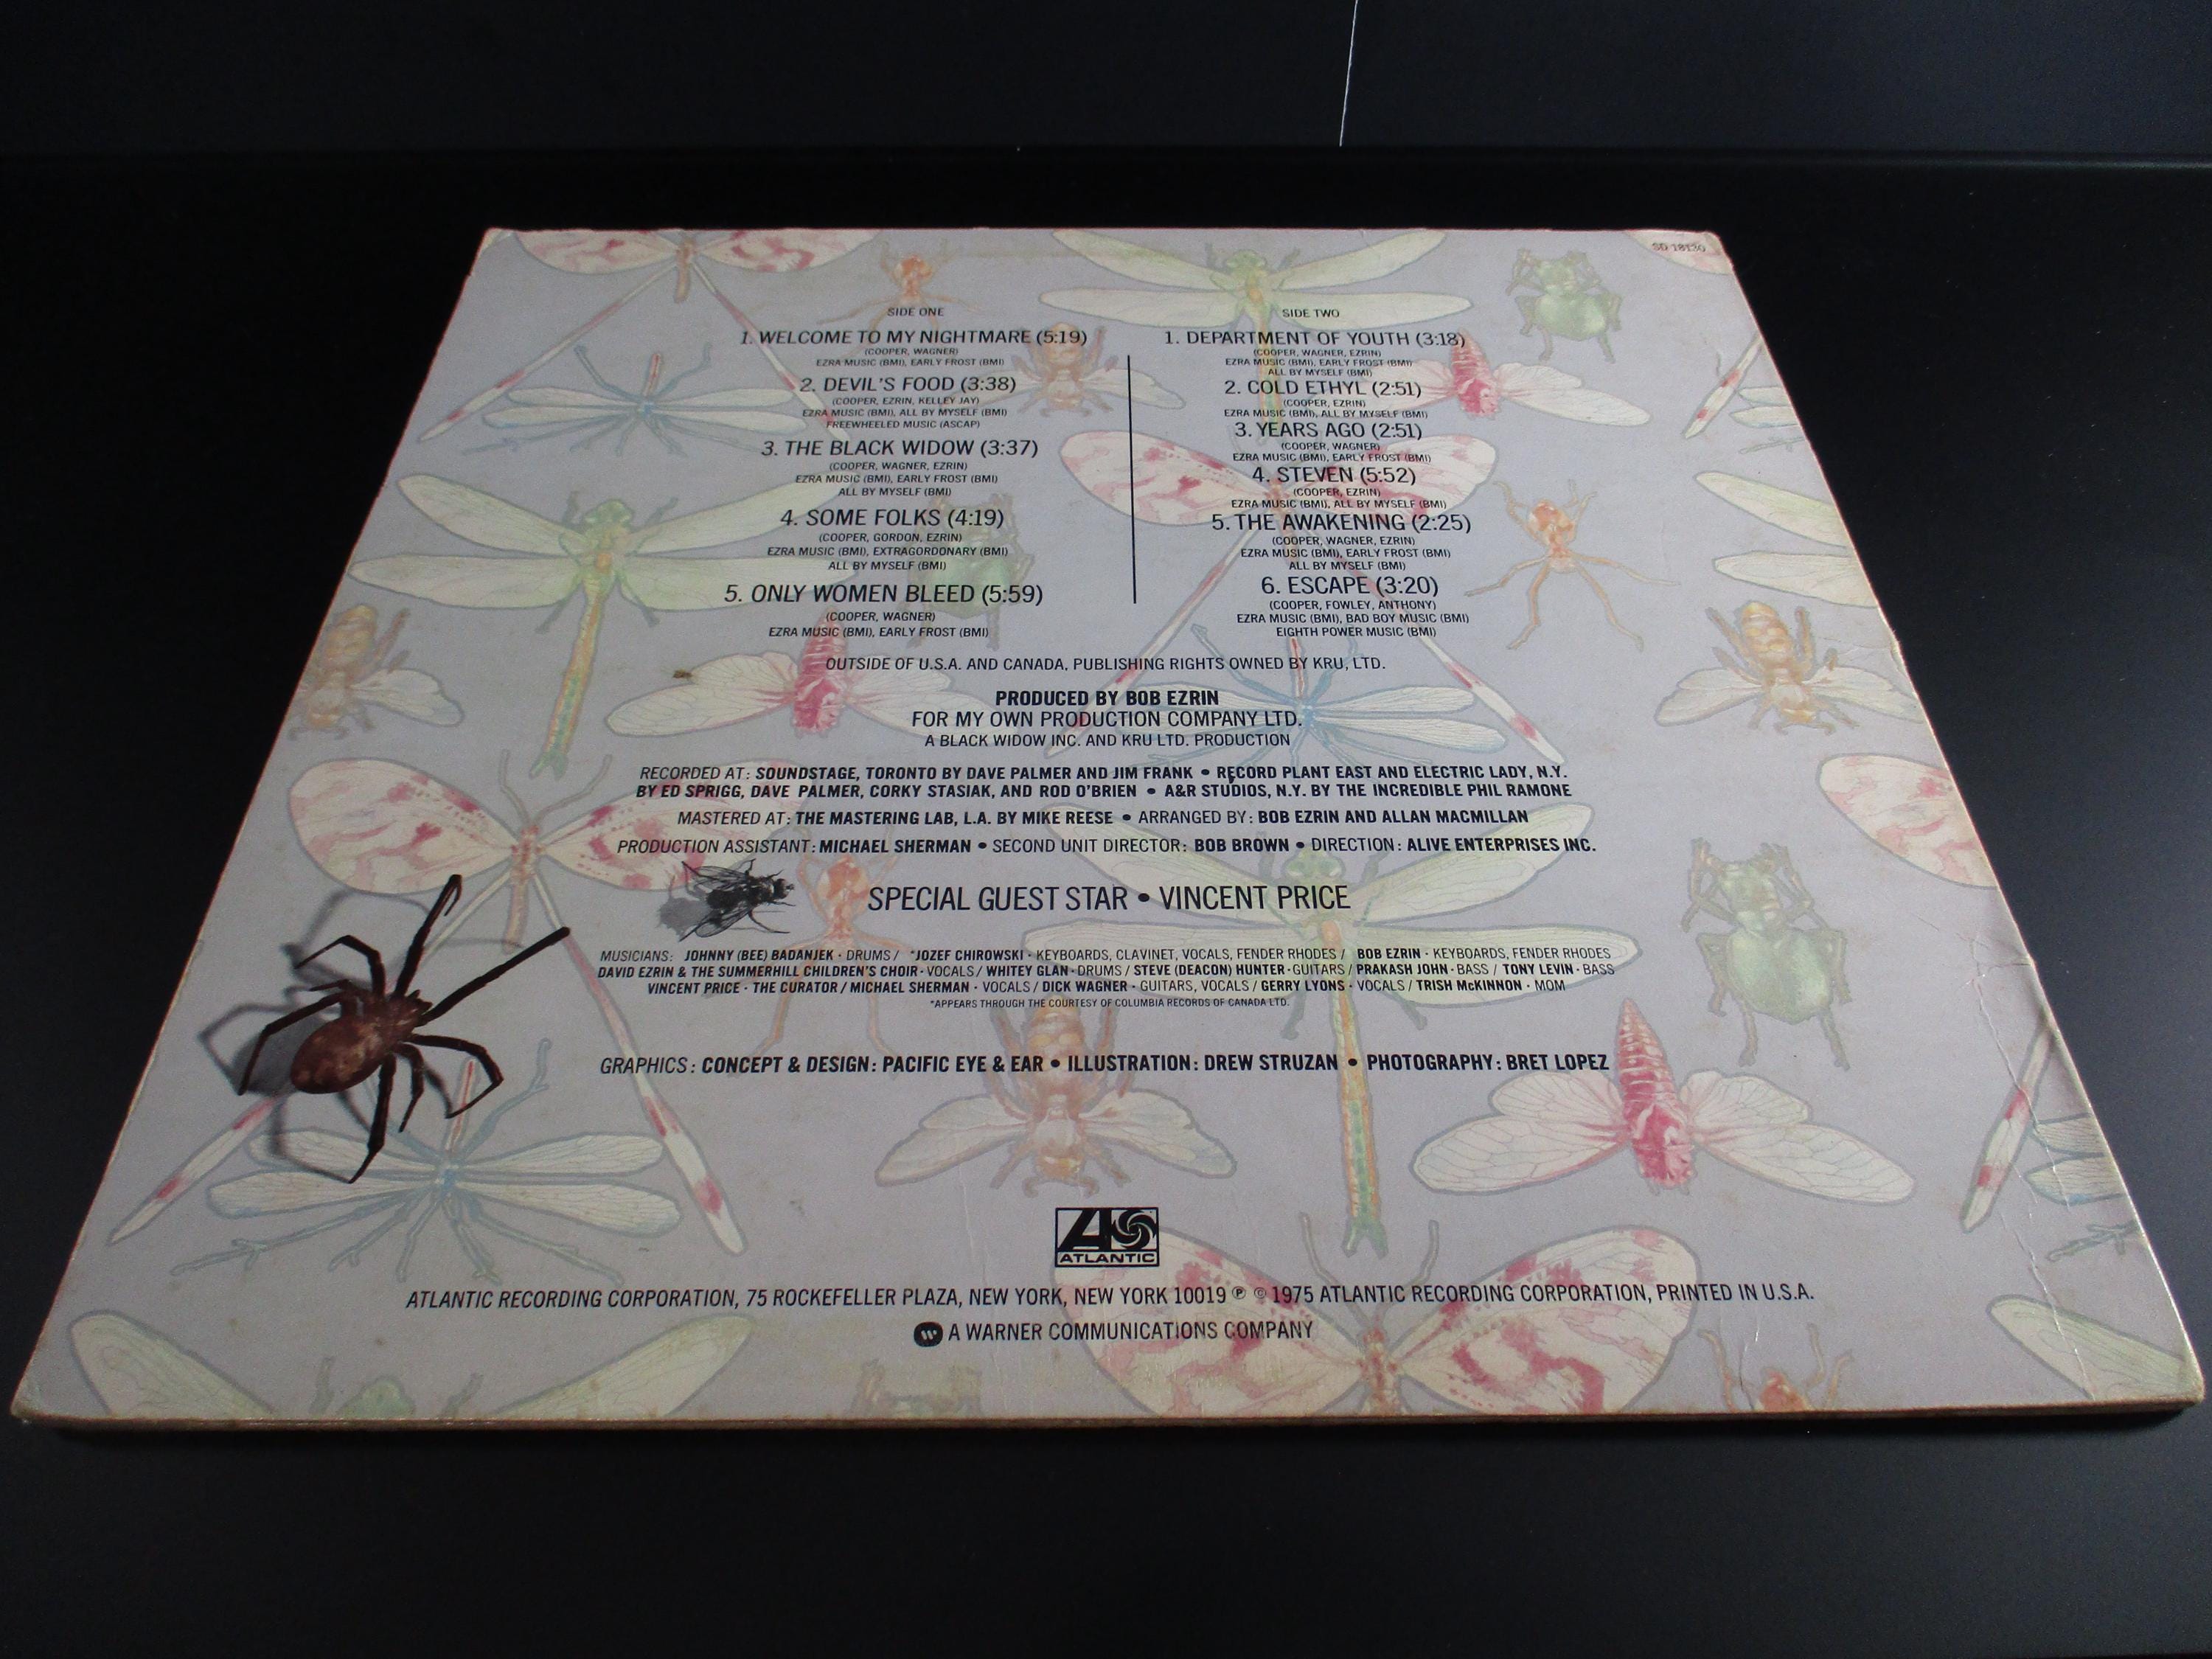 SD 18130
SIDE ONE
1. WELCOME TO MY NIGHTMARE (5:19)
(COOPER, WAGNER)
EZRA MUSIC (BMI), EARLY FROST (BMI)
2. DEVIL'S FOOD (3:38)
(COOPER, EZRIN, KELLEY JAY)
EZRA MUSIC (BMI), ALL BY MYSELF (BMI)
FREEWHEELED MUSIC (ASCAP)
3. THE BLACK WIDOW (3:37)
(COOPER, WAGNER, EZRIN)
EZRA MUSIC (BMI), EARLY FROST (BMI)
ALL BY MYSELF (BMI)
4. SOME FOLKS (4:19)
(COOPER, GORDON, EZRIN)
EZRA MUSIC (BMI), EXTRAGORDONARY (BMI)
ALL BY MYSELF (BMI)
5. ONLY WOMEN BLEED (5:59)
(COOPER, WAGNER)
EZRA MUSIC (BMI), EARLY FROST (BMI)
SIDE TWO
1. DEPARTMENT OF YOUTH (3:18)
(COOPER, WAGNER, EZRIN)
EZRA MUSIC (BMI), EARLY FROST (BMI)
ALL BY MYSELF (BMI)
2. COLD ETHYL (2:51)
(COOPER, EZRIN)
EZRA MUSIC (BMI), ALL BY MYSELF (BMI)
3. YEARS AGO (2:51)
(COOPER, WAGNER)
EZRA MUSIC (BMI), EARLY FROST (BMI)
4. STEVEN (5:52)
(COOPER, EZRIN)
EZRA MUSIC (BMI), ALL BY MYSELF (BMI)
5. THE AWAKENING (2:25)
(COOPER, WAGNER, EZRIN)
EZRA MUSIC (BMI), EARLY FROST (BMI)
ALL BY MYSELF (BMI)
6. ESCAPE (3:20)
(COOPER, FOWLEY, ANTHONY)
EZRA MUSIC (BMI), BAD BOY MUSIC (BMI)
EIGHTH POWER MUSIC (BMI)
OUTSIDE OF U.S.A. AND CANADA, PUBLISHING RIGHTS OWNED BY KRU, LTD.
PRODUCED BY BOB EZRIN
FOR MY OWN PRODUCTION COMPANY LTD.
A BLACK WIDOW INC. AND KRU LTD. PRODUCTION
RECORDED AT: SOUNDSTAGE, TORONTO BY DAVE PALMER AND JIM FRANK • RECORD PLANT EAST AND ELECTRIC LADY, N.Y.
BY ED SPRIGG, DAVE PALMER, CORKY STASIAK, AND ROD O'BRIEN • A&R STUDIOS, N.Y. BY THE INCREDIBLE PHIL RAMONE
MASTERED AT: THE MASTERING LAB, L.A. BY MIKE REESE • ARRANGED BY: BOB EZRIN AND ALLAN MACMILLAN
PRODUCTION ASSISTANT: MICHAEL SHERMAN • SECOND UNIT DIRECTOR: BOB BROWN • DIRECTION: ALIVE ENTERPRISES INC.
SPECIAL GUEST STAR • VINCENT PRICE
MUSICIANS: JOHNNY (BEE) BADANJEK · DRUMS / *JOZEF CHIROWSKI · KEYBOARDS, CLAVINET, VOCALS, FENDER RHODES / BOB EZRIN · KEYBOARDS, FENDER RHODES
DAVID EZRIN & THE SUMMERHILL CHILDREN'S CHOIR · VOCALS / WHITEY GLAN · DRUMS / STEVE (DEACON) HUNTER · GUITARS / PRAKASH JOHN · BASS / TONY LEVIN · BASS
VINCENT PRICE · THE CURATOR / MICHAEL SHERMAN · VOCALS / DICK WAGNER · GUITARS, VOCALS / GERRY LYONS · VOCALS / TRISH McKINNON · MOM
*APPEARS THROUGH THE COURTESY OF COLUMBIA RECORDS OF CANADA LTD.
GRAPHICS: CONCEPT & DESIGN: PACIFIC EYE & EAR • ILLUSTRATION: DREW STRUZAN • PHOTOGRAPHY: BRET LOPEZ
ATLANTIC
ATLANTIC RECORDING CORPORATION, 75 ROCKEFELLER PLAZA, NEW YORK, NEW YORK 10019 ℗ © 1975 ATLANTIC RECORDING CORPORATION, PRINTED IN U.S.A.
A WARNER COMMUNICATIONS COMPANY